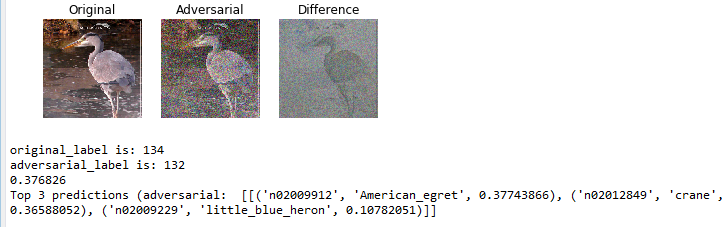 Original Adversarial Difference
original_label is: 134
adversarial_label is: 132
0.376826
Top 3 predictions (adversarial:  [[('n02009912', 'American_egret', 0.37743866), ('n02012849', 'crane',
0.36588052), ('n02009229', 'little_blue_heron', 0.10782051)]]